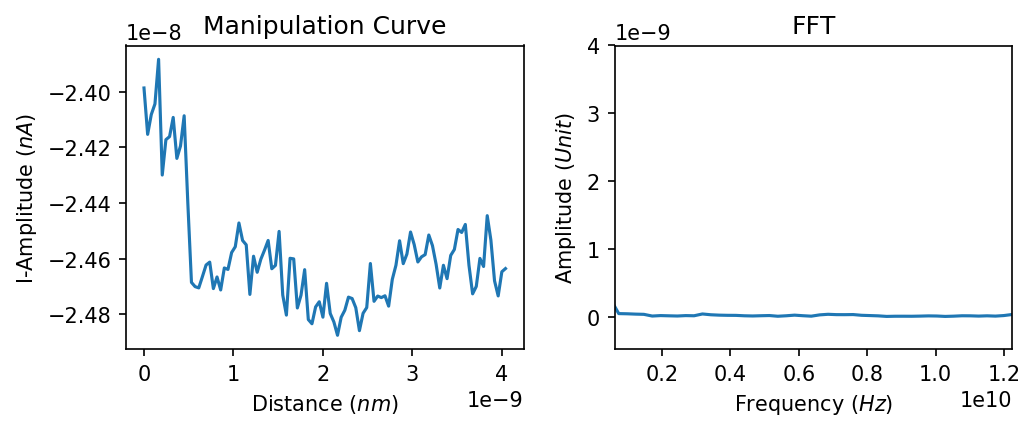 Manipulation Curve
1e−8
I-Amplitude (nA)
−2.40
−2.42
−2.44
−2.46
−2.48
0 1 2 3 4
Distance (nm)
1e−9
FFT
1e−9
Amplitude (Unit)
4
3
2
1
0
0.2 0.4 0.6 0.8 1.0 1.2
Frequency (Hz)
1e10